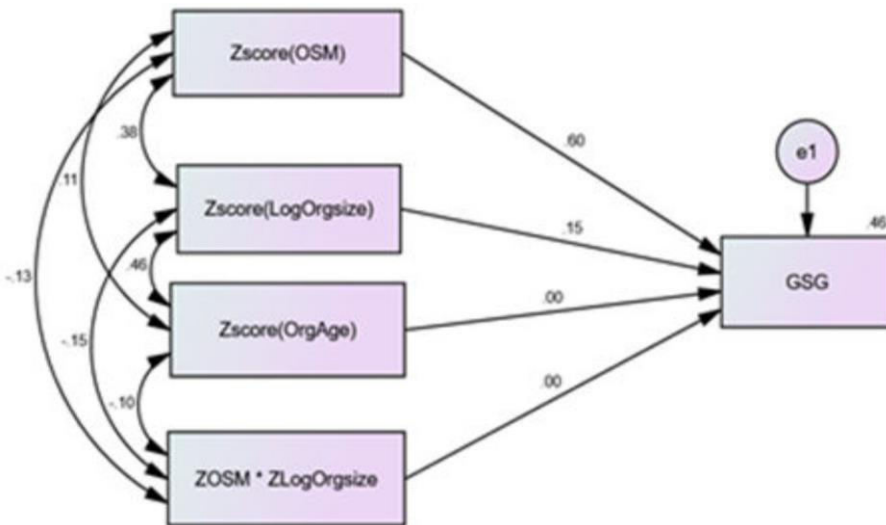 Zscore(OSM)
.60
e1
.38
.11
Zscore(LogOrgsize)
.15
.46
GSG
.46
-.13
.00
Zscore(OrgAge)
-.15
.00
-.10
ZOSM * ZLogOrgsize